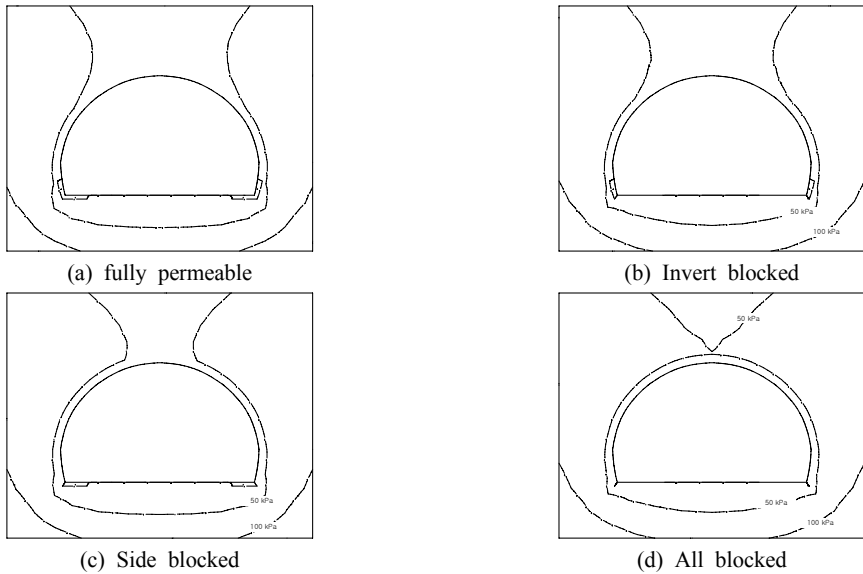 (a) fully permeable
50 kPa
100 kPa
(b) Invert blocked
50 kPa
100 kPa
(c) Side blocked
50 kPa
50 kPa
100 kPa
(d) All blocked